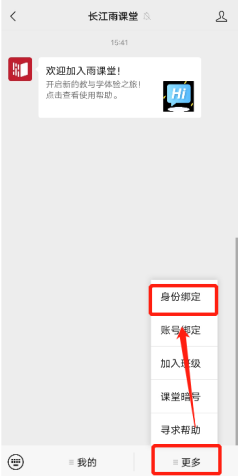 长江雨课堂
15:41
欢迎加入雨课堂!
开启新的教与学体验之旅!
点击查看使用帮助。
Hi
身份绑定
账号绑定
加入班级
课堂暗号
寻求帮助
我的
更多